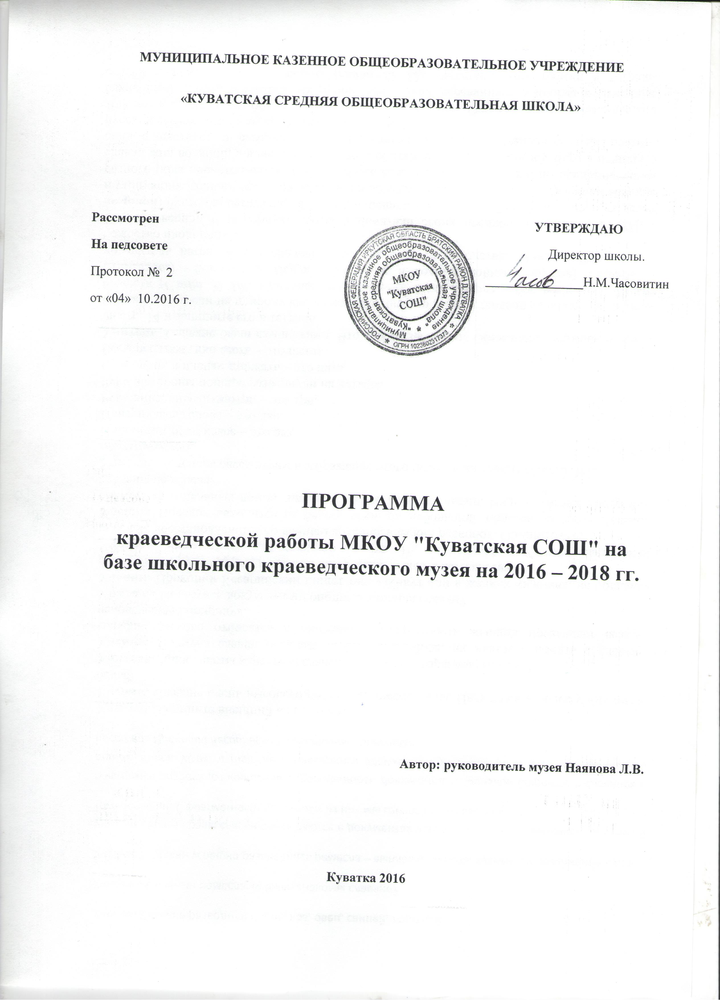 МУНИЦИПАЛЬНОЕ КАЗЕННОЕ ОБЩЕОБРАЗОВАТЕЛЬНОЕ УЧРЕЖДЕНИЕ
«КУВАТСКАЯ СРЕДНЯЯ ОБЩЕОБРАЗОВАТЕЛЬНАЯ ШКОЛА»
Рассмотрен
На педсовете
Протокол № 2
от «04» 10.2016 г.
РОССИЙСКАЯ ФЕДЕРАЦИЯ ИРКУТСКАЯ ОБЛАСТЬ БРАТСКИЙ РАЙОН Д. КУВАТКА
ОГРН 1023802317373
Муниципальное казенное общеобразовательное учреждение
"Куватская средняя общеобразовательная школа"
МКОУ
"Куватская
СОШ"
УТВЕРЖДАЮ
Директор школы.
Часов
Н.М.Часовитин
ПРОГРАММА
краеведческой работы МКОУ "Куватская СОШ" на
базе школьного краеведческого музея на 2016 – 2018 гг.
Автор: руководитель музея Наянова Л.В.
Куватка 2016